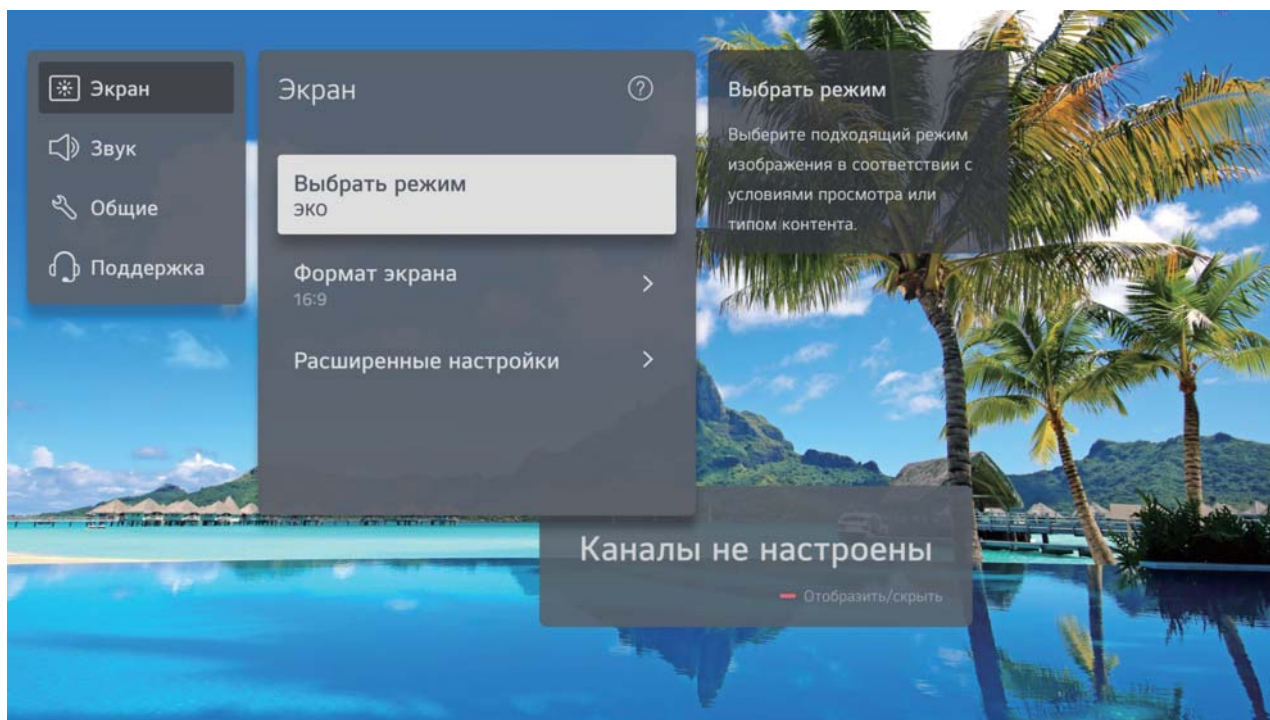 Экран
Звук
Общие
Поддержка
Экран
?
Выбрать режим
ЭКО
Формат экрана
16:9
Расширенные настройки
Выбрать режим
Выберите подходящий режим
изображения в соответствии с
условиями просмотра или
типом контента.
Каналы не настроены
Отобразить/скрыть